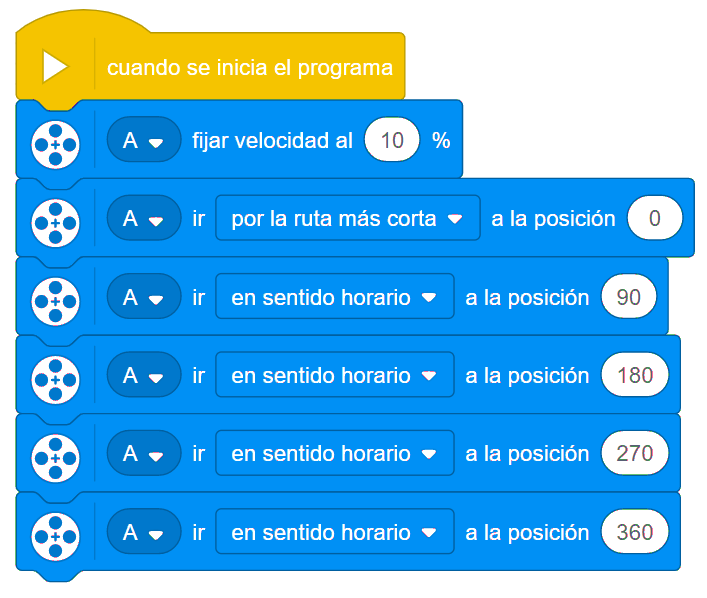 cuando se inicia el programa
A fijar velocidad al 10 %
A ir por la ruta más corta a la posición 0
A ir en sentido horario a la posición 90
A ir en sentido horario a la posición 180
A ir en sentido horario a la posición 270
A ir en sentido horario a la posición 360